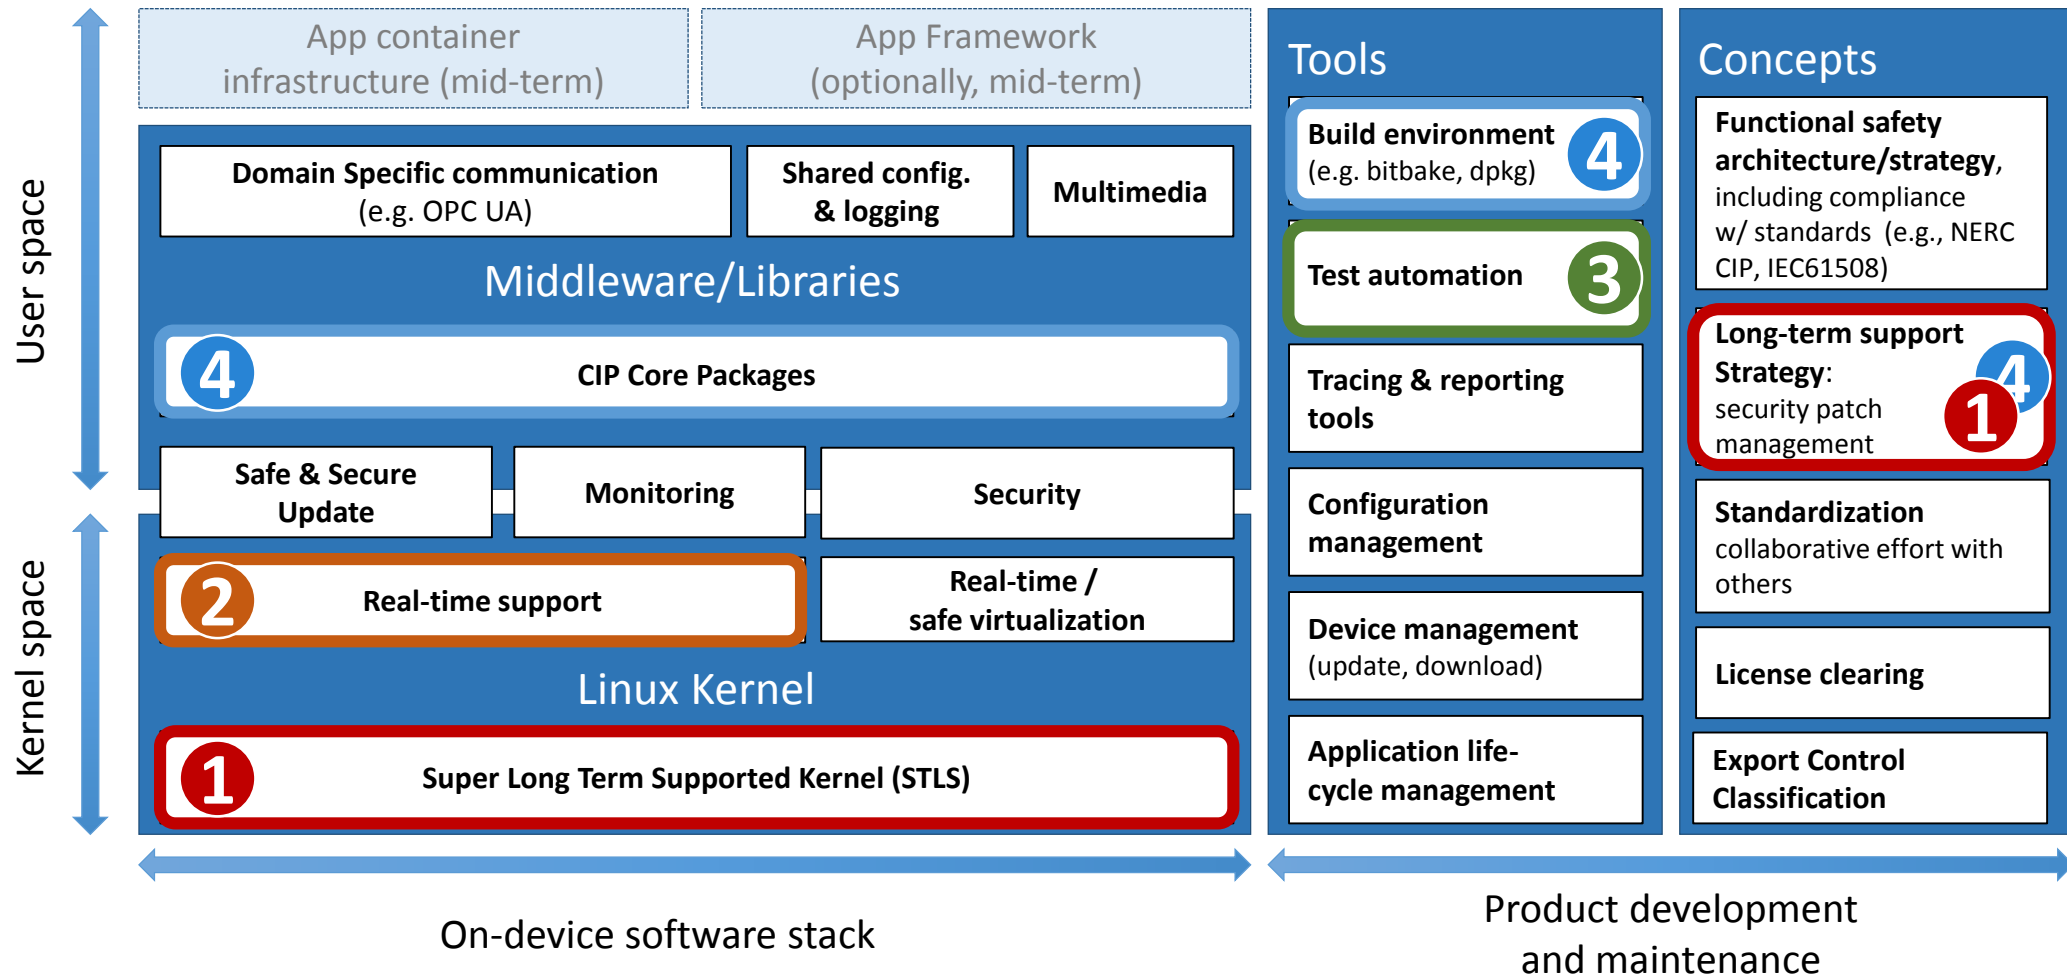 App container
infrastructure (mid-term)
App Framework
(optionally, mid-term)
User space
Domain Specific communication
(e.g. OPC UA)
Shared config.
& logging
Multimedia
Middleware/Libraries
4
CIP Core Packages
Safe & Secure
Update
Monitoring
Security
Kernel space
2
Real-time support
Real-time /
safe virtualization
Linux Kernel
1
Super Long Term Supported Kernel (STLS)
On-device software stack
Tools
Build environment
(e.g. bitbake, dpkg)
4
Test automation
3
Tracing & reporting
tools
Configuration
management
Device management
(update, download)
Application life-
cycle management
Concepts
Functional safety
architecture/strategy,
including compliance
w/ standards (e.g., NERC
CIP, IEC61508)
Long-term support
Strategy:
security patch
management
4
1
Standardization
collaborative effort with
others
License clearing
Export Control
Classification
Product development
and maintenance